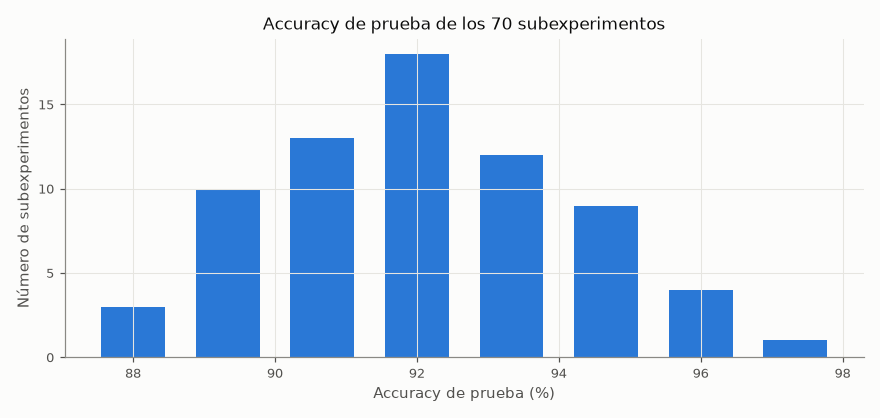 Accuracy de prueba de los 70 subexperimentos
Número de subexperimentos
15
10
5
0
88 90 92 94 96 98
Accuracy de prueba (%)